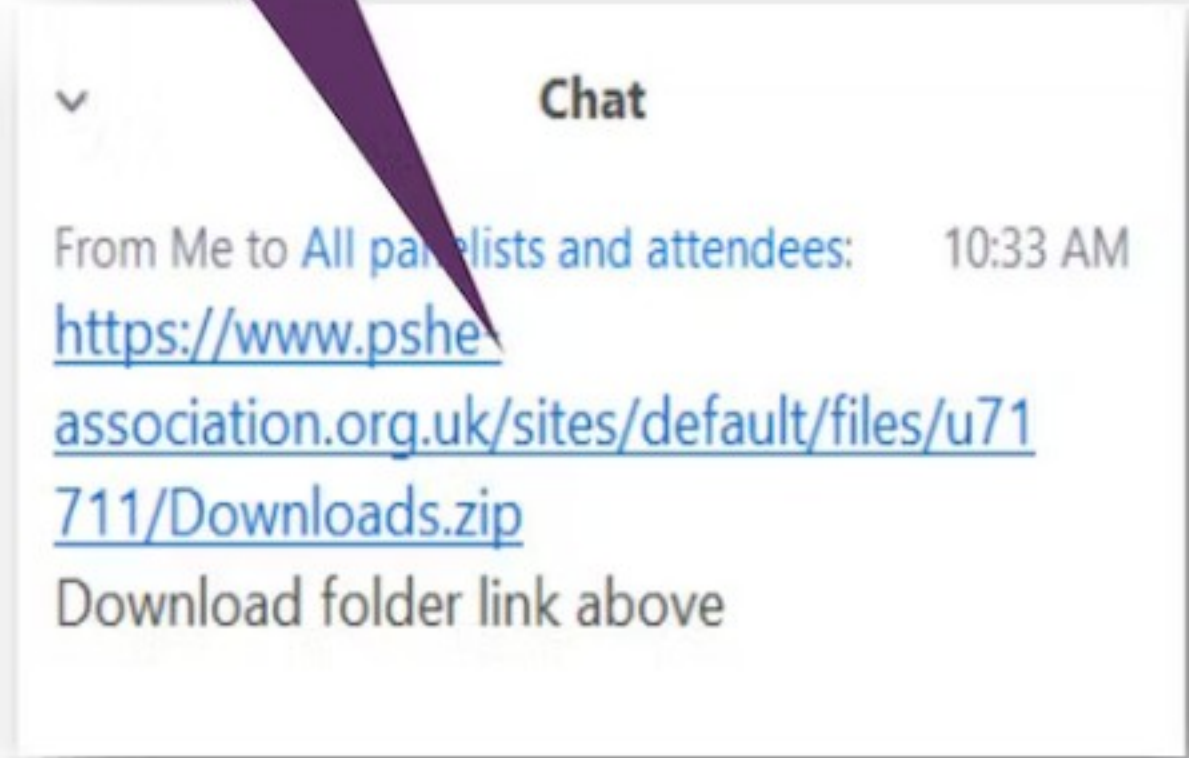 Chat
From Me to All panelists and attendees: 10:33 AM
https://www.pshe-
association.org.uk/sites/default/files/u71
711/Downloads.zip
Download folder link above